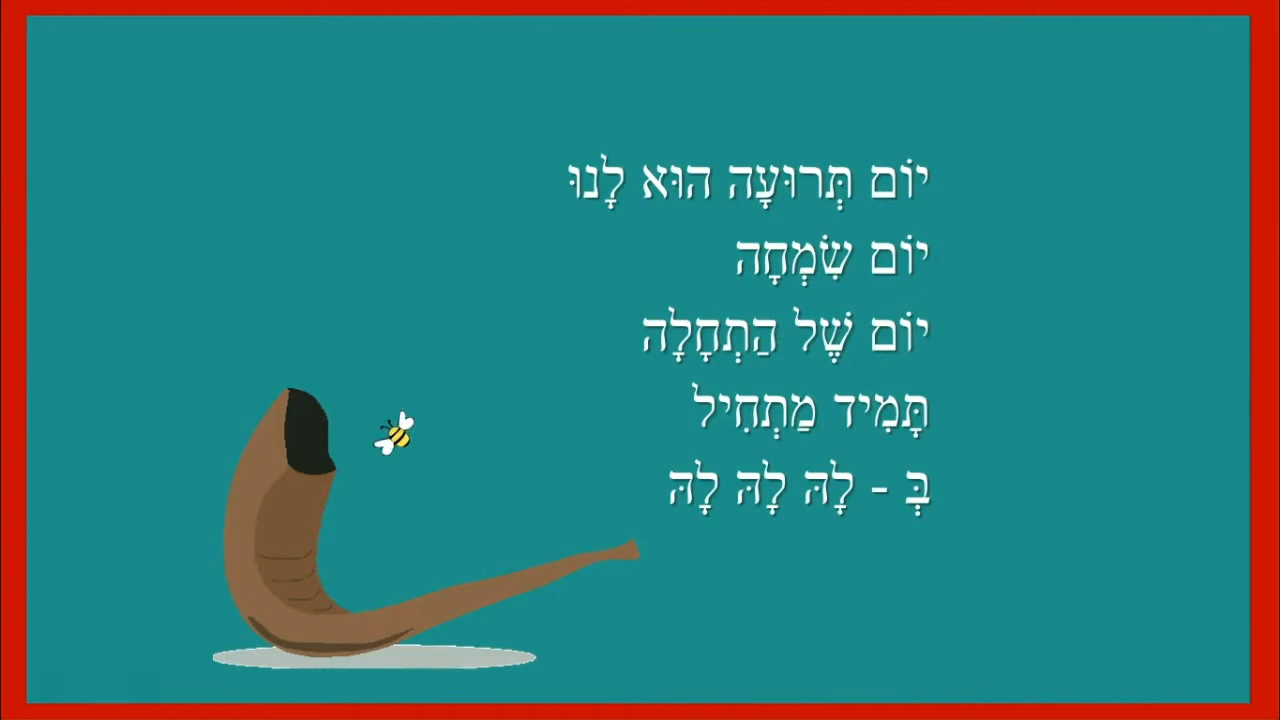 יוֹם תְּרוּעָה הוּא לָנוּ
יוֹם שִׂמְחָה
יוֹם שֶׁל הַתְחָלָה
תָּמִיד מַתְחִיל
בְּ - לָהּ לָהּ לָהּ